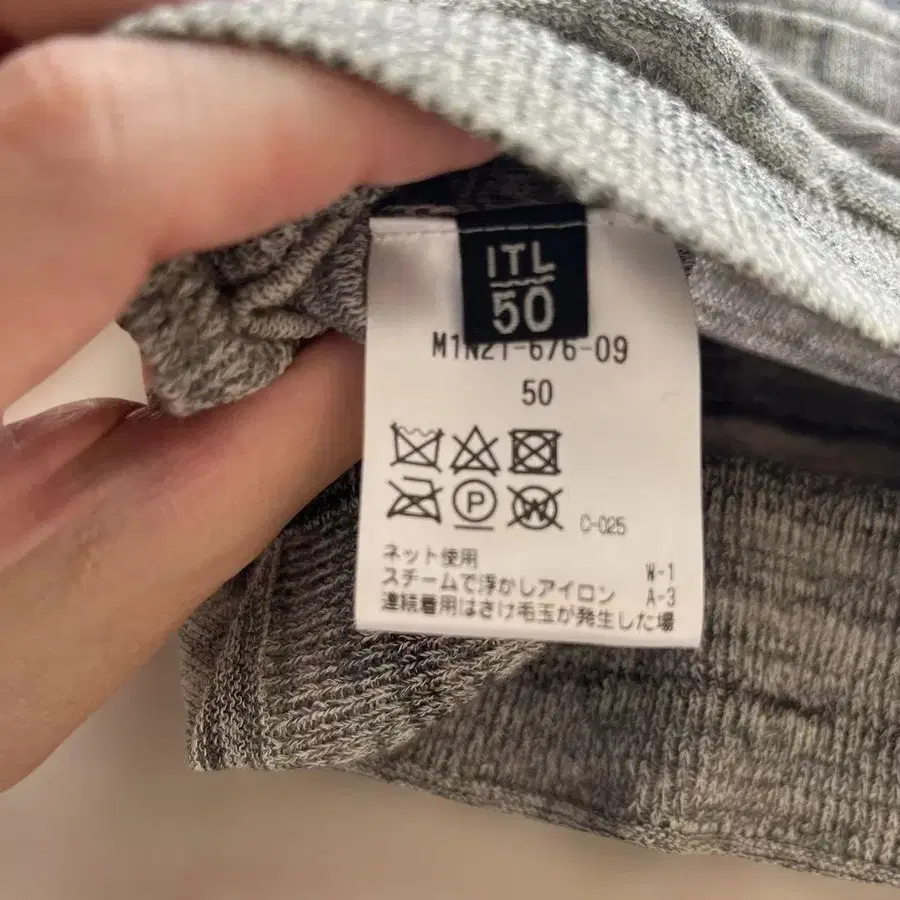 ITL
50
M1N21-676-09
50
P
W
C-025
ネット使用
W-1
スチームで浮かしアイロン
A-3
連続着用はさけ毛玉が発生した場